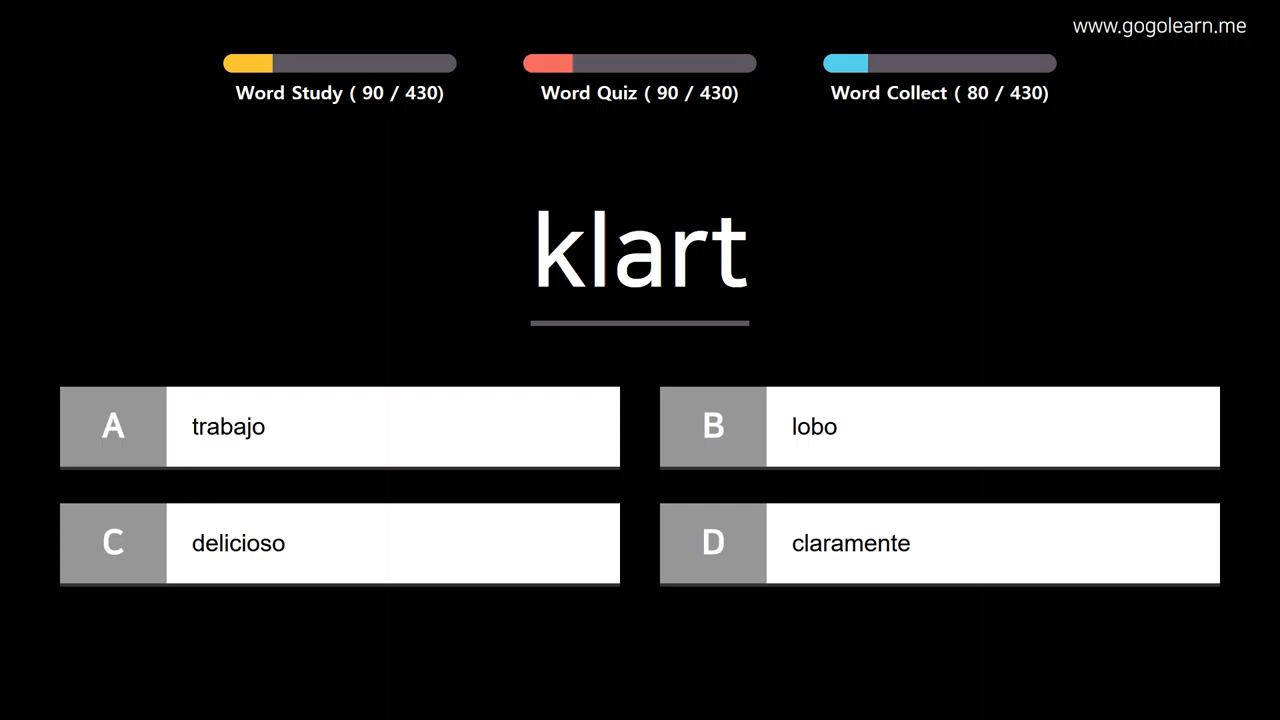 www.gogolearn.me
Word Study ( 90 / 430)
Word Quiz ( 90 / 430)
Word Collect ( 80 / 430)
klart
A trabajo
B lobo
C delicioso
D claramente